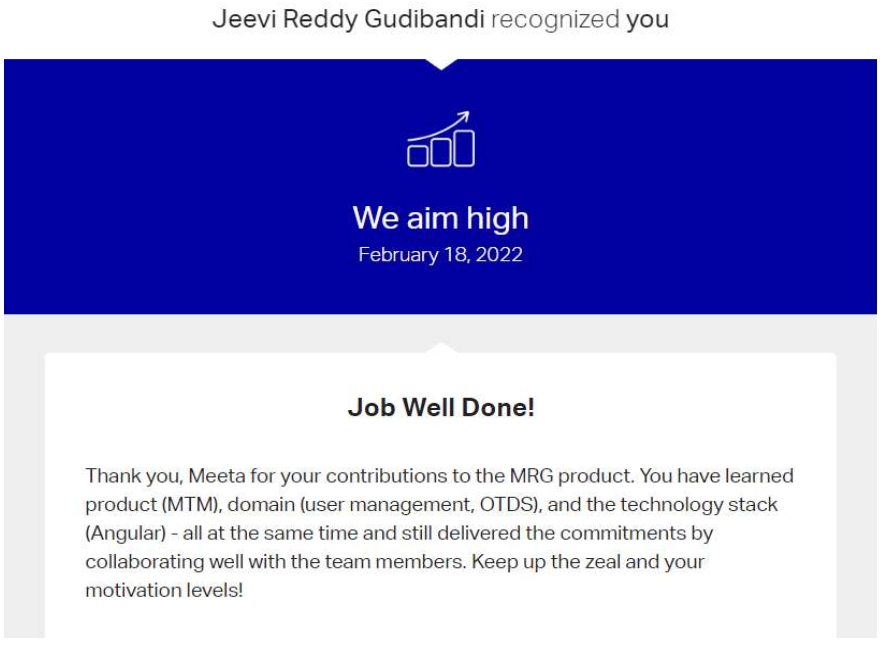 Jeevi Reddy Gudibandi recognized you
We aim high
February 18, 2022
Job Well Done!
Thank you, Meeta for your contributions to the MRG product. You have learned
product (MTM), domain (user management, OTDS), and the technology stack
(Angular) - all at the same time and still delivered the commitments by
collaborating well with the team members. Keep up the zeal and your
motivation levels!